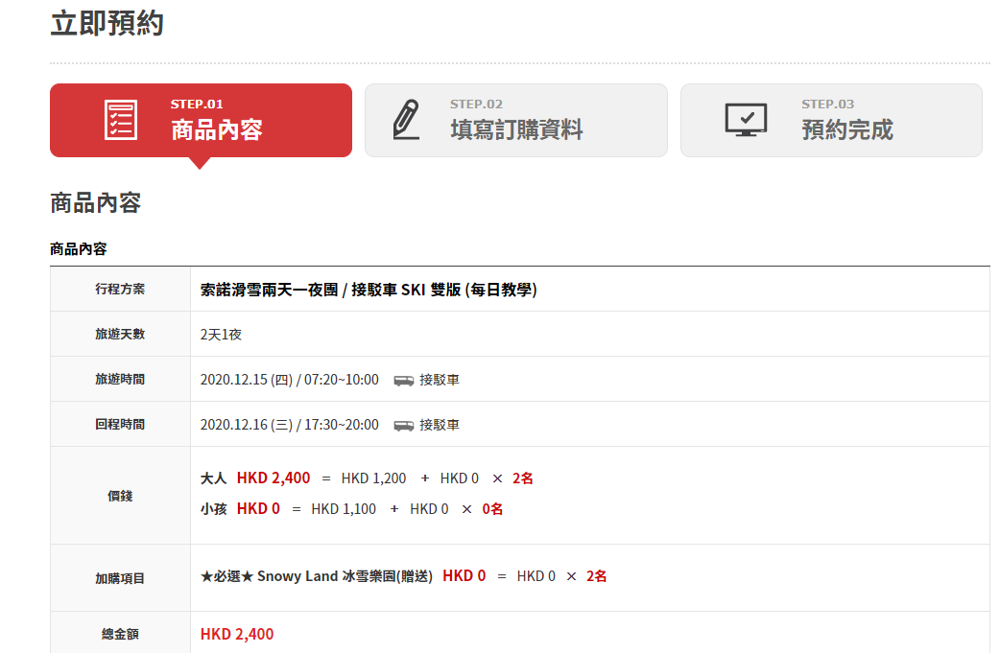 立即預約
STEP.01
商品內容
STEP.02
填寫訂購資料
STEP.03
預約完成
商品內容
商品內容
行程方案 索諾滑雪兩天一夜團 / 接駁車 SKI 雙版 (每日教學)
旅遊天數 2天1夜
旅遊時間 2020.12.15 (四) / 07:20~10:00 接駁車
回程時間 2020.12.16 (三) / 17:30~20:00 接駁車
價錢
大人 HKD 2,400 = HKD 1,200 + HKD 0 × 2名
小孩 HKD 0 = HKD 1,100 + HKD 0 × 0名
加購項目 ★必選★ Snowy Land 冰雪樂園(贈送) HKD 0 = HKD 0 × 2名
總金額 HKD 2,400